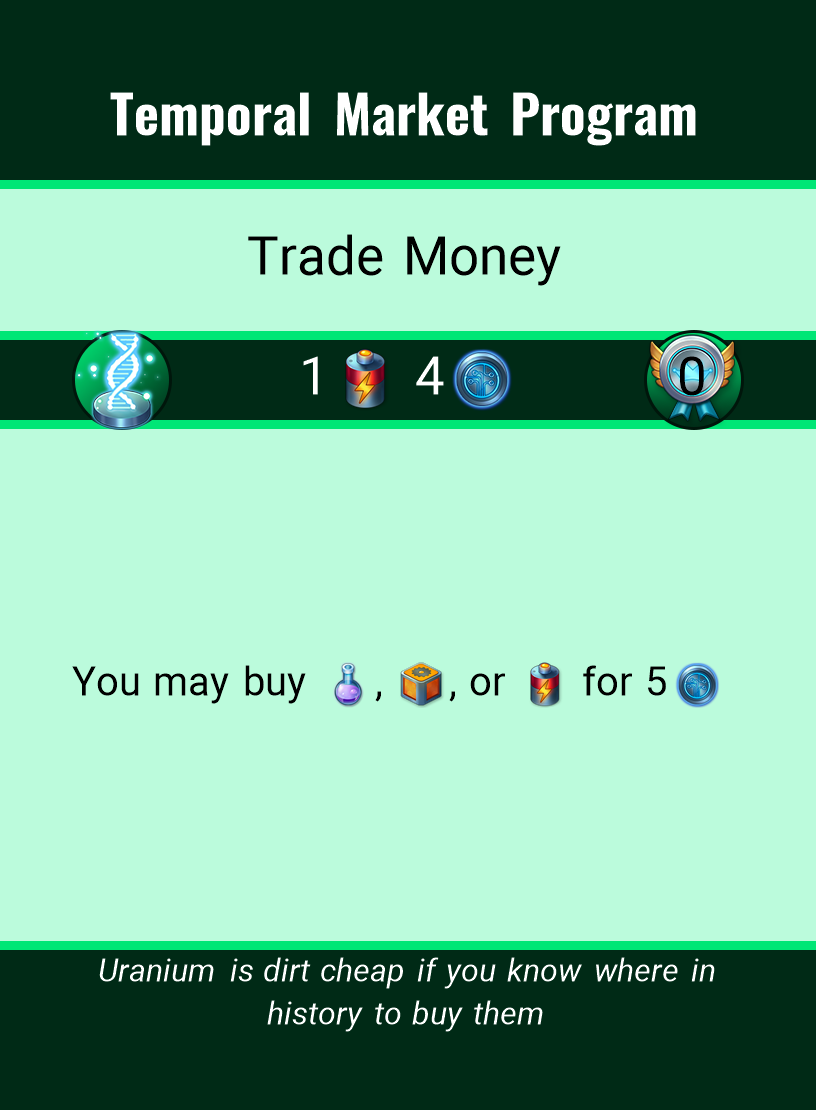 Temporal Market Program
Trade Money
1 4 0
You may buy , , or for 5
Uranium is dirt cheap if you know where in
history to buy them